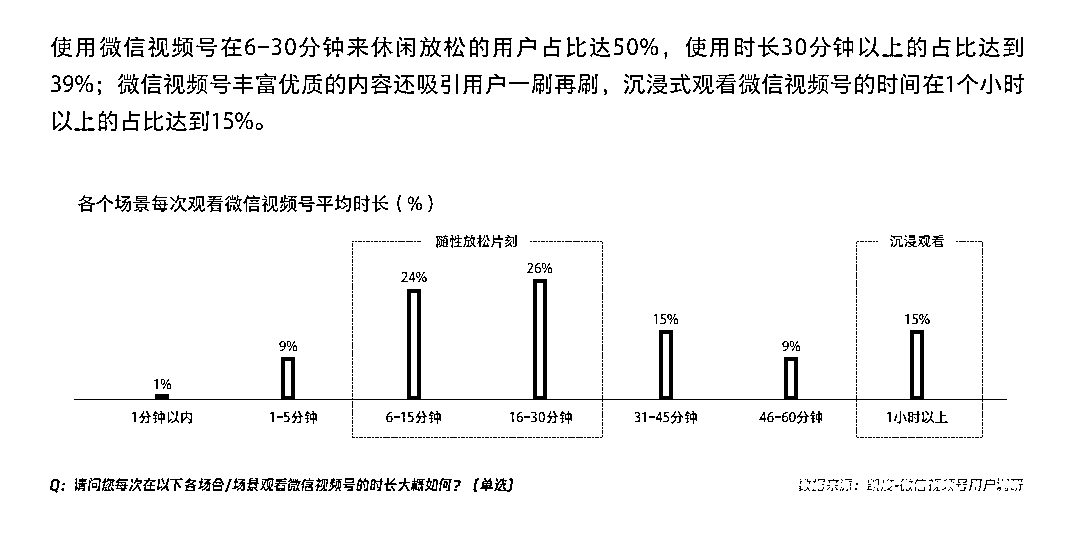 使用微信视频号在6-30分钟来休闲放松的用户占比达50%，使用时长30分钟以上的占比达到
39%；微信视频号丰富优质的内容还吸引用户一刷再刷，沉浸式观看微信视频号的时间在1个小时
以上的占比达到15%。
各个场景每次观看微信视频号平均时长（%）
随性放松片刻 沉浸观看
1% 9% 24% 26% 15% 9% 15%
1分钟以内 1-5分钟 6-15分钟 16-30分钟 31-45分钟 46-60分钟 1小时以上
Q：请问您每次在以下各场合/场景观看微信视频号的时长大概如何？（单选）
数据来源：凯度-微信视频号用户调研